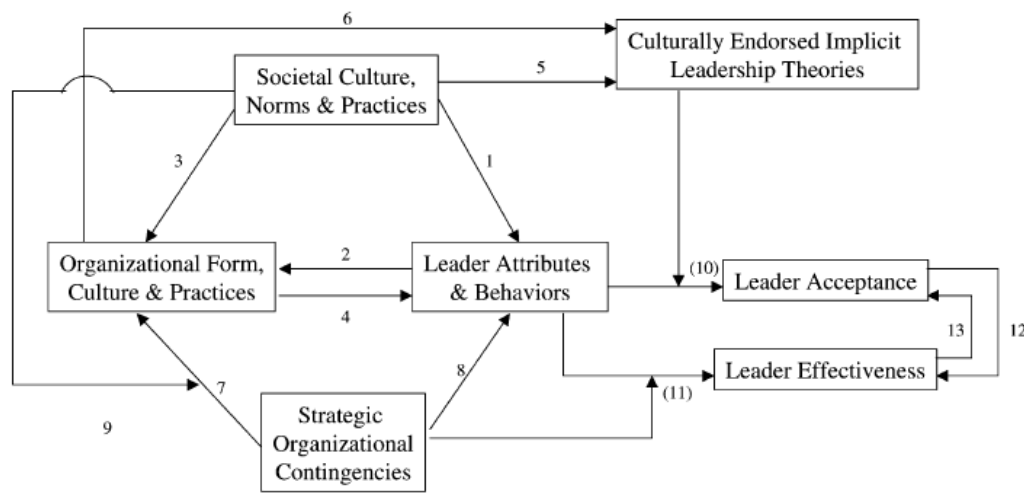 6
Culturally Endorsed Implicit
Leadership Theories
5
Societal Culture,
Norms & Practices
3
1
Organizational Form,
Culture & Practices
2
4
Leader Attributes
& Behaviors
(10)
Leader Acceptance
13
12
Leader Effectiveness
(11)
7
8
9
Strategic
Organizational
Contingencies